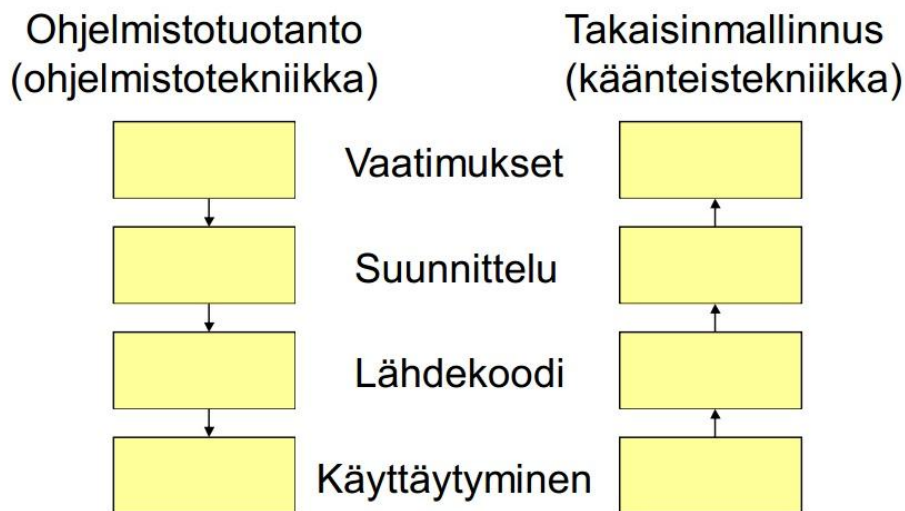 Ohjelmistotuotanto
(ohjelmistotekniikka)
Takaisinmallinnus
(käänteistekniikka)
Vaatimukset
Suunnittelu
Lähdekoodi
Käyttäytyminen